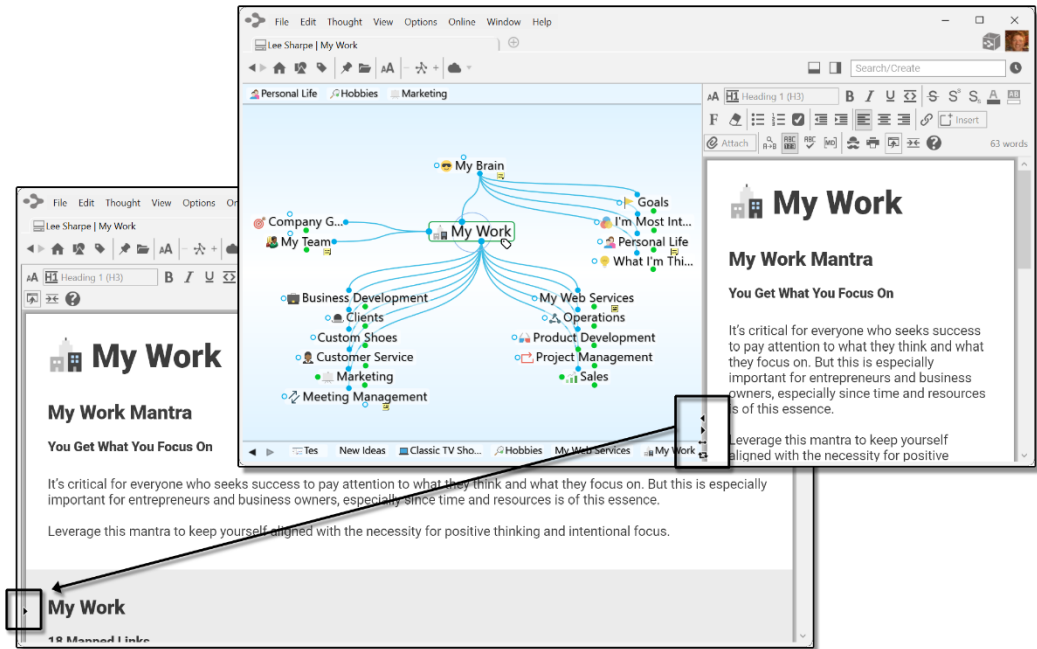 File Edit Thought View Options Online Window Help
Lee Sharpe | My Work
Search/Create
Personal Life Hobbies Marketing
My Brain
Goals
I'm Most Int...
Personal Life
What I'm Thi...
Company G...
My Team
My Work
Business Development
Clients
Custom Shoes
Customer Service
Marketing
Meeting Management
My Web Services
Operations
Product Development
Project Management
Sales
Tes New Ideas Classic TV Sho... Hobbies My Web Services My Work
AA H1 Heading 1 (H3) B I U S S S A AB
F Insert
Attach ABC ABC MD 63 words
My Work
My Work Mantra
You Get What You Focus On
It's critical for everyone who seeks success
to pay attention to what they think and what
they focus on. But this is especially
important for entrepreneurs and business
owners, especially since time and resources
is of this essence.
Leverage this mantra to keep yourself
aligned with the necessity for positive
File Edit Thought View Options
Lee Sharpe | My Work
AA H1 Heading 1 (H3) B I U
My Work
My Work Mantra
You Get What You Focus On
It's critical for everyone who seeks success to pay attention to what they think and what they focus on. But this is especially
important for entrepreneurs and business owners, especially since time and resources is of this essence.
Leverage this mantra to keep yourself aligned with the necessity for positive thinking and intentional focus.
My Work
18 Mapped Links